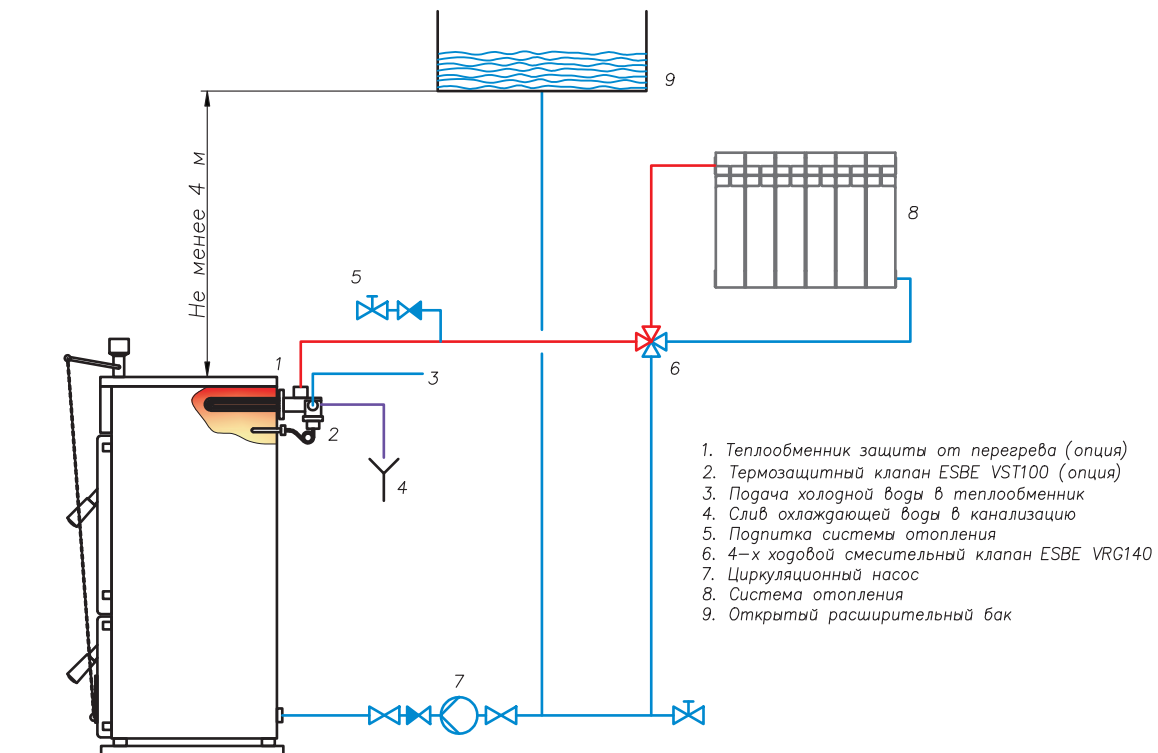 9
Не менее 4 м
8
5
1
6
3
2
4
1. Теплообменник защиты от перегрева (опция)
2. Термозащитный клапан ESBE VST100 (опция)
3. Подача холодной воды в теплообменник
4. Слив охлаждающей воды в канализацию
5. Подпитка системы отопления
6. 4-х ходовой смесительный клапан ESBE VRG140
7. Циркуляционный насос
8. Система отопления
9. Открытый расширительный бак
7